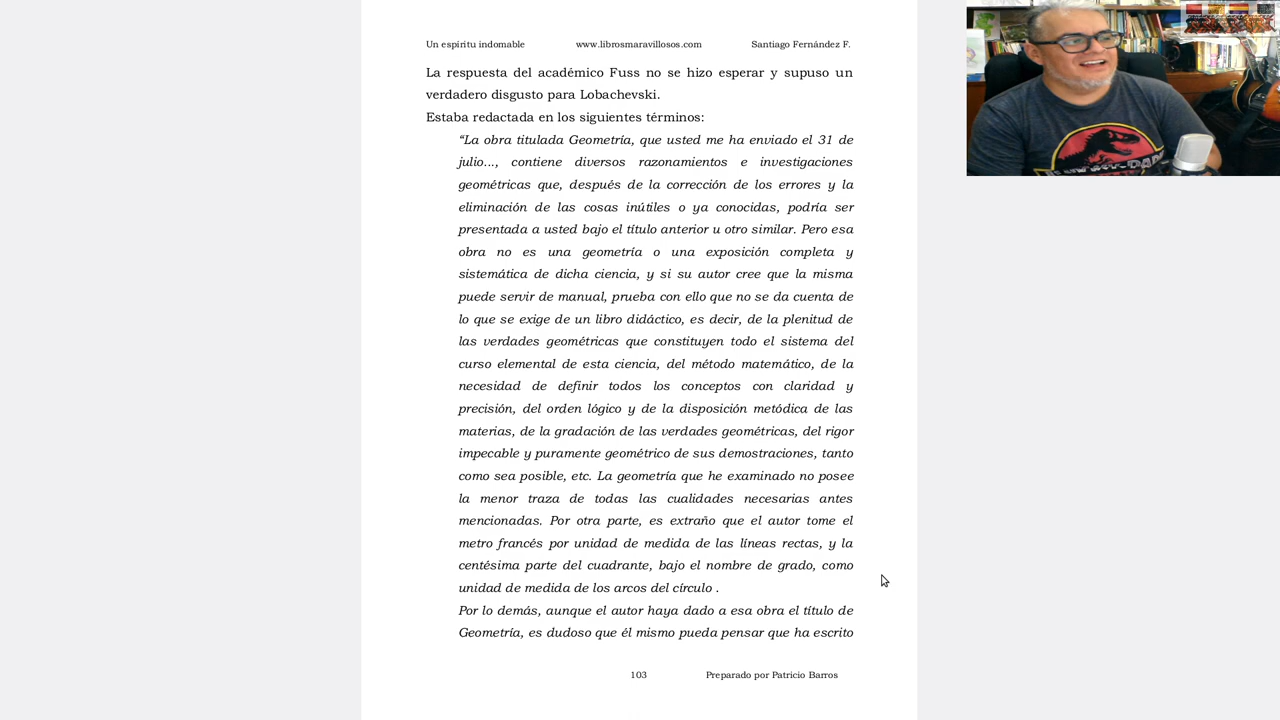 Un espíritu indomable www.librosmaravillosos.com Santiago Fernández F.
La respuesta del académico Fuss no se hizo esperar y supuso un
verdadero disgusto para Lobachevski.
Estaba redactada en los siguientes términos:
“La obra titulada Geometría, que usted me ha enviado el 31 de
julio..., contiene diversos razonamientos e investigaciones
geométricas que, después de la corrección de los errores y la
eliminación de las cosas inútiles o ya conocidas, podría ser
presentada a usted bajo el título anterior u otro similar. Pero esa
obra no es una geometría o una exposición completa y
sistemática de dicha ciencia, y si su autor cree que la misma
puede servir de manual, prueba con ello que no se da cuenta de
lo que se exige de un libro didáctico, es decir, de la plenitud de
las verdades geométricas que constituyen todo el sistema del
curso elemental de esta ciencia, del método matemático, de la
necesidad de definir todos los conceptos con claridad y
precisión, del orden lógico y de la disposición metódica de las
materias, de la gradación de las verdades geométricas, del rigor
impecable y puramente geométrico de sus demostraciones, tanto
como sea posible, etc. La geometría que he examinado no posee
la menor traza de todas las cualidades necesarias antes
mencionadas. Por otra parte, es extraño que el autor tome el
metro francés por unidad de medida de las líneas rectas, y la
centésima parte del cuadrante, bajo el nombre de grado, como
unidad de medida de los arcos del círculo .
Por lo demás, aunque el autor haya dado a esa obra el título de
Geometría, es dudoso que él mismo pueda pensar que ha escrito
103 Preparado por Patricio Barros